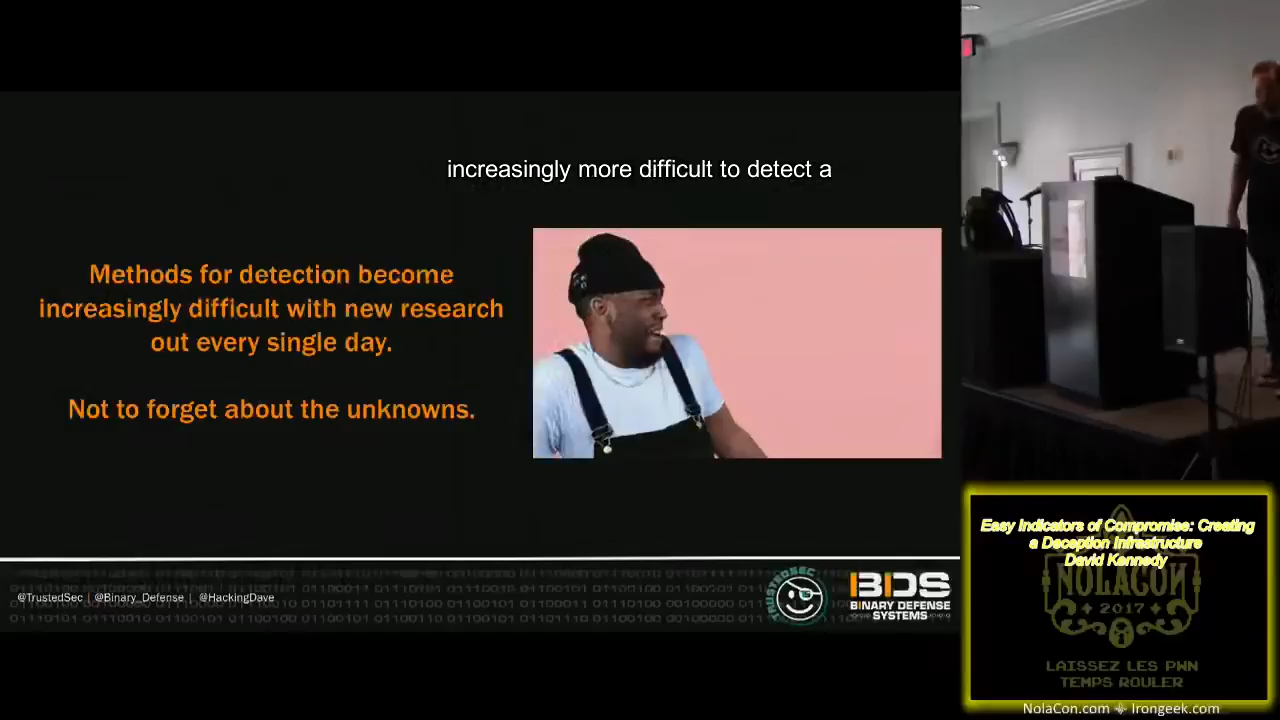 increasingly more difficult to detect a
Methods for detection become
increasingly difficult with new research
out every single day.
Not to forget about the unknowns.
@TrustedSec | @Binary_Defense | @HackingDave
TRUSTEDSEC
BDS
BINARY DEFENSE
SYSTEMS
Easy Indicators of Compromise: Creating
a Deception Infrastructure
David Kennedy
NOLACON
2017
LAISSEZ LES PWN
TEMPS ROULER
NolaCon.com Irongeek.com